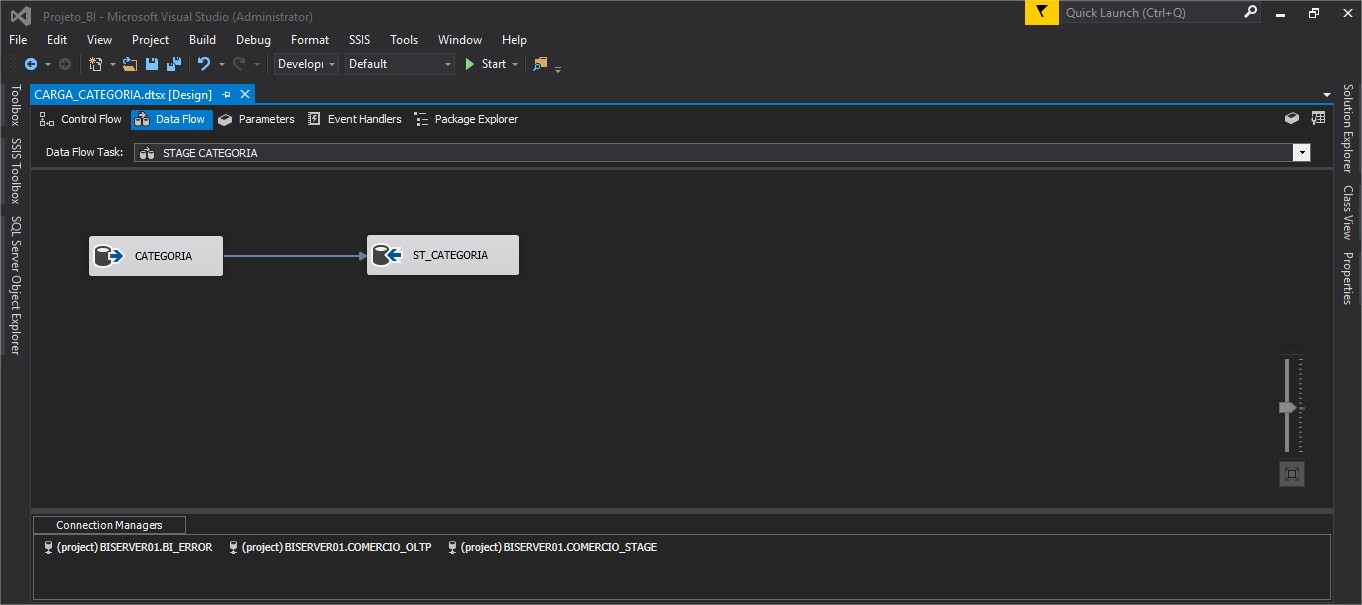 Projeto_BI - Microsoft Visual Studio (Administrator)
Quick Launch (Ctrl+Q)
File Edit View Project Build Debug Format SSIS Tools Window Help
Developı Default Start
CARGA_CATEGORIA.dtsx [Design]
Control Flow Data Flow Parameters Event Handlers Package Explorer
Data Flow Task: STAGE CATEGORIA
Toolbox
SSIS Toolbox
SQL Server Object Explorer
CATEGORIA
ST_CATEGORIA
Solution Explorer
Class View
Properties
Connection Managers
(project) BISERVER01.BI_ERROR (project) BISERVER01.COMERCIO_OLTP (project) BISERVER01.COMERCIO_STAGE